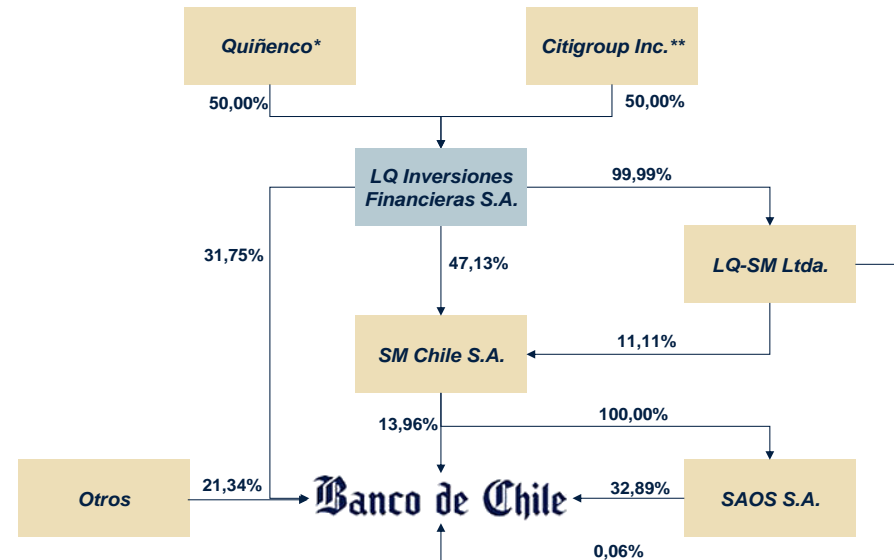 Quiñenco*
Citigroup Inc.**
50,00%
50,00%
LQ Inversiones
Financieras S.A.
99,99%
31,75%
47,13%
LQ-SM Ltda.
SM Chile S.A.
11,11%
13,96%
100,00%
Otros
21,34%
Banco de Chile
32,89%
SAOS S.A.
0,06%